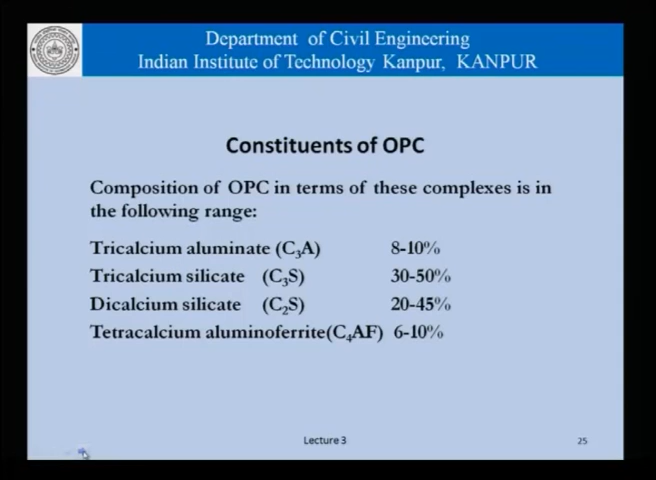 Department of Civil Engineering
Indian Institute of Technology Kanpur, KANPUR
Constituents of OPC
Composition of OPC in terms of these complexes is in
the following range:
Tricalcium aluminate (C₃A) 8-10%
Tricalcium silicate (C₃S) 30-50%
Dicalcium silicate (C₂S) 20-45%
Tetracalcium aluminoferrite(C₄AF) 6-10%
Lecture 3
25